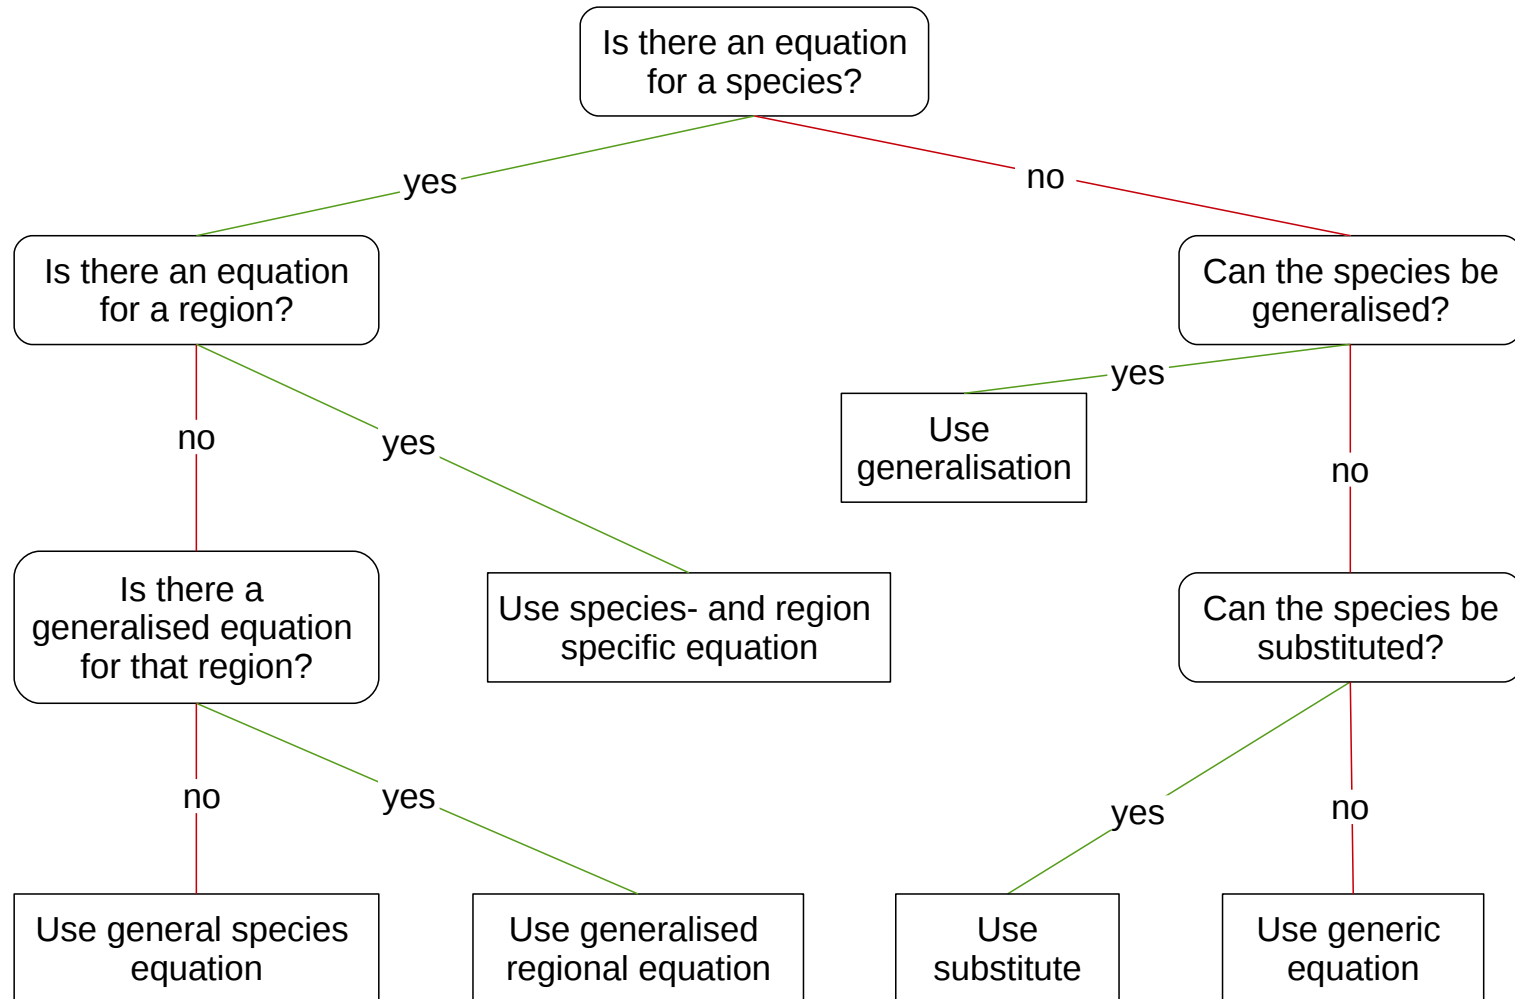 Is there an equation
for a species?
yes
no
Is there an equation
for a region?
Can the species be
generalised?
yes
Use
generalisation
no
yes
no
Is there a
generalised equation
for that region?
Use species- and region
specific equation
Can the species be
substituted?
no
yes
yes
no
Use general species
equation
Use generalised
regional equation
Use
substitute
Use generic
equation